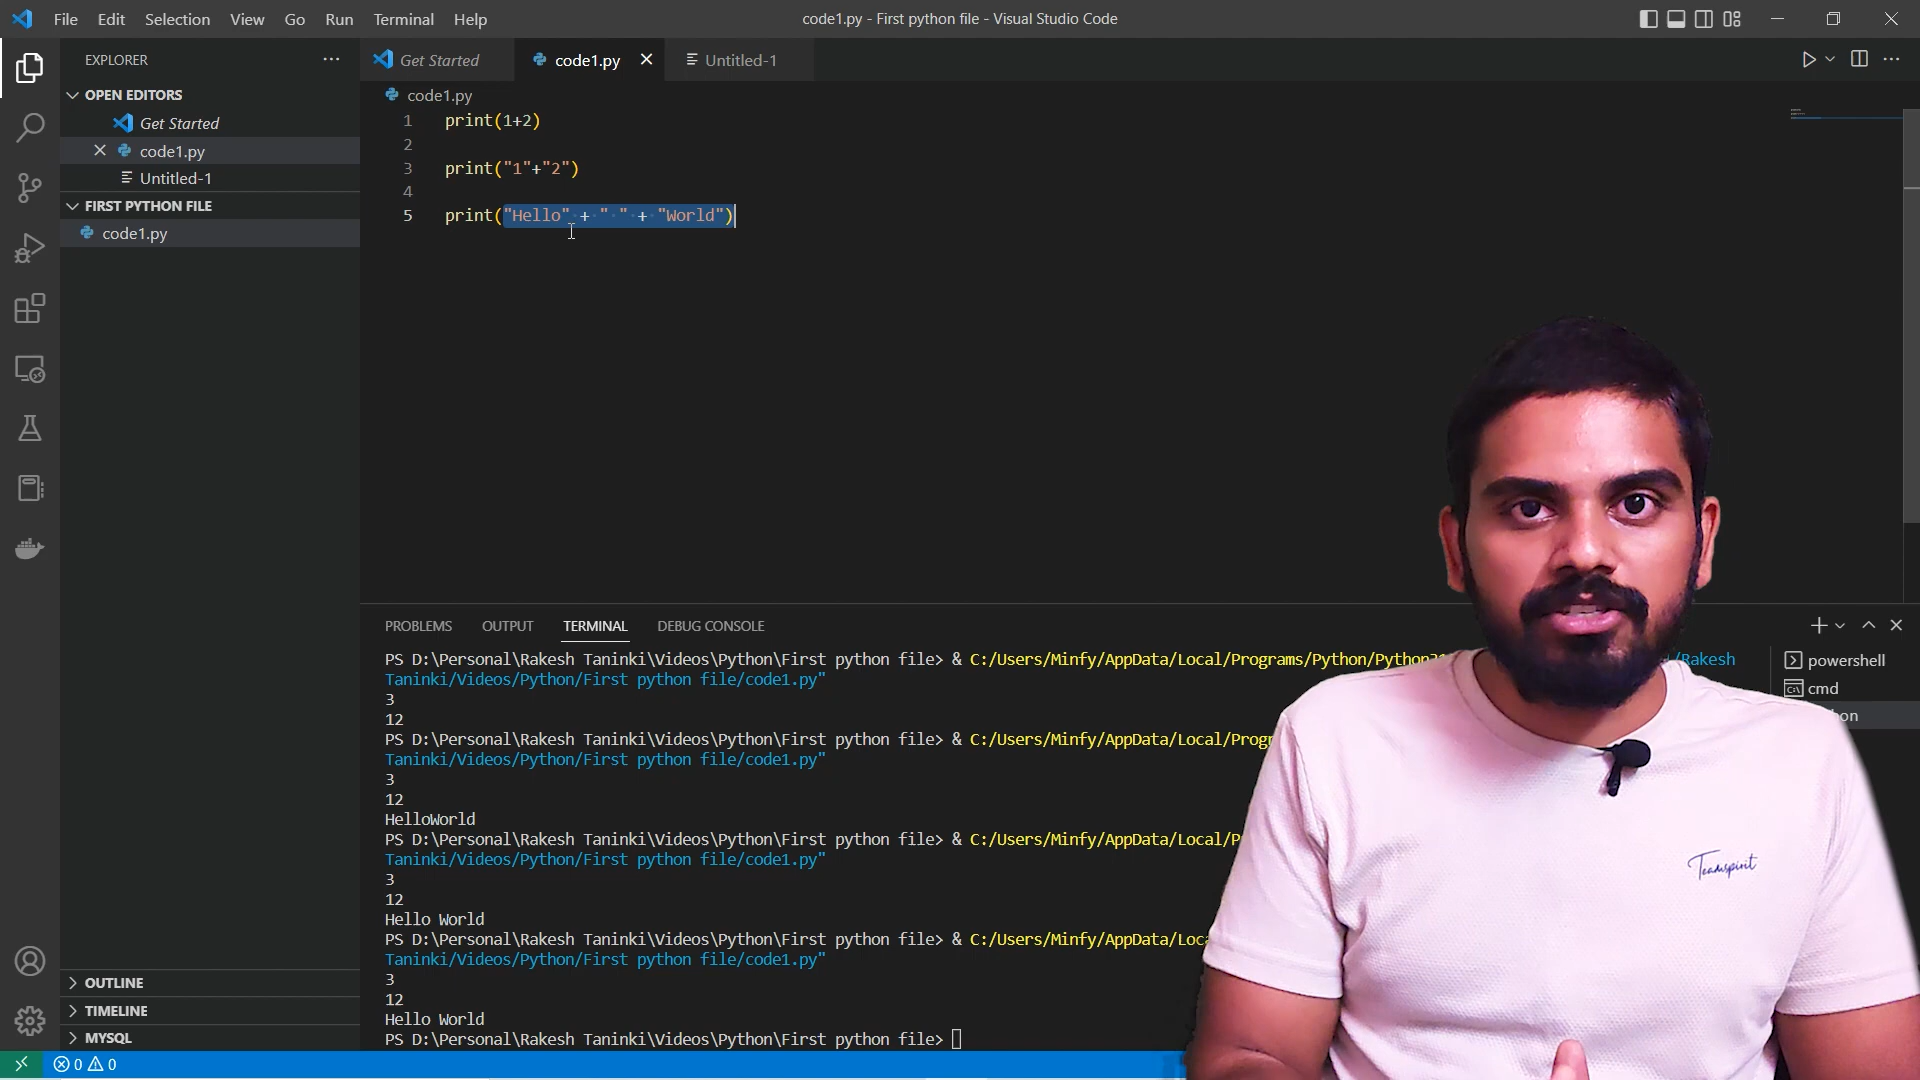 File Edit Selection View Go Run Terminal Help
code1.py - First python file - Visual Studio Code
EXPLORER
OPEN EDITORS
Get Started
code1.py
Untitled-1
FIRST PYTHON FILE
code1.py
OUTLINE
TIMELINE
MYSQL
Get Started code1.py Untitled-1
code1.py
1 print(1+2)
2
3 print("1"+"2")
4
5 print("Hello" + " " + "World")
PROBLEMS OUTPUT TERMINAL DEBUG CONSOLE
PS D:\Personal\Rakesh Taninki\Videos\Python\First python file> & C:/Users/Minfy/AppData/Local/Programs/Python/ /Rakesh
Taninki/Videos/Python/First python file/code1.py"
3
12
PS D:\Personal\Rakesh Taninki\Videos\Python\First python file> & C:/Users/Minfy/AppData/Local/
Taninki/Videos/Python/First python file/code1.py"
3
12
HelloWorld
PS D:\Personal\Rakesh Taninki\Videos\Python\First python file> & C:/Users/Minfy/AppData/Local/
Taninki/Videos/Python/First python file/code1.py"
3
12
Hello World
PS D:\Personal\Rakesh Taninki\Videos\Python\First python file> & C:/Users/Minfy/AppData/
Taninki/Videos/Python/First python file/code1.py"
3
12
Hello World
PS D:\Personal\Rakesh Taninki\Videos\Python\First python file>
powershell
cmd
Teamspirit
0 0